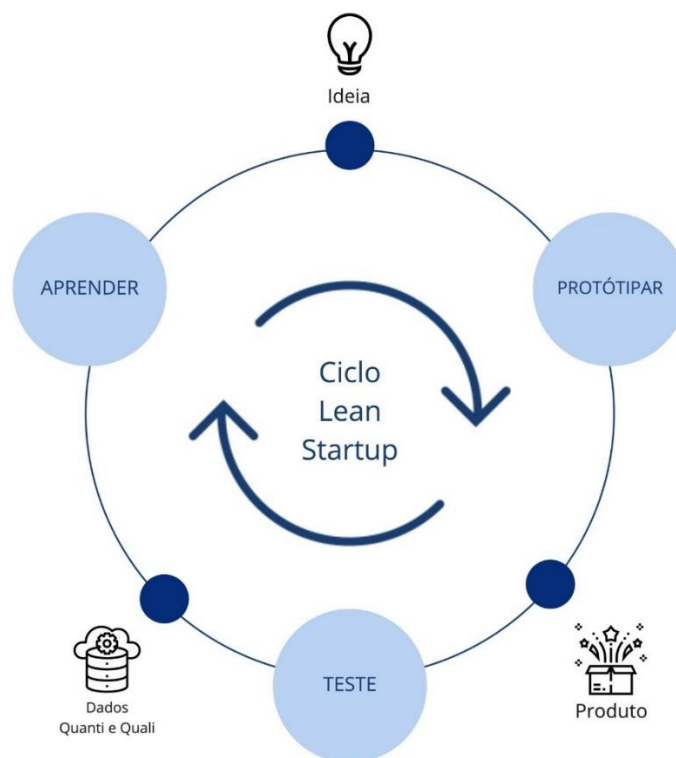 Ideia
APRENDER
PROTÓTIPAR
Ciclo
Lean
Startup
TESTE
Dados
Quanti e Quali
Produto